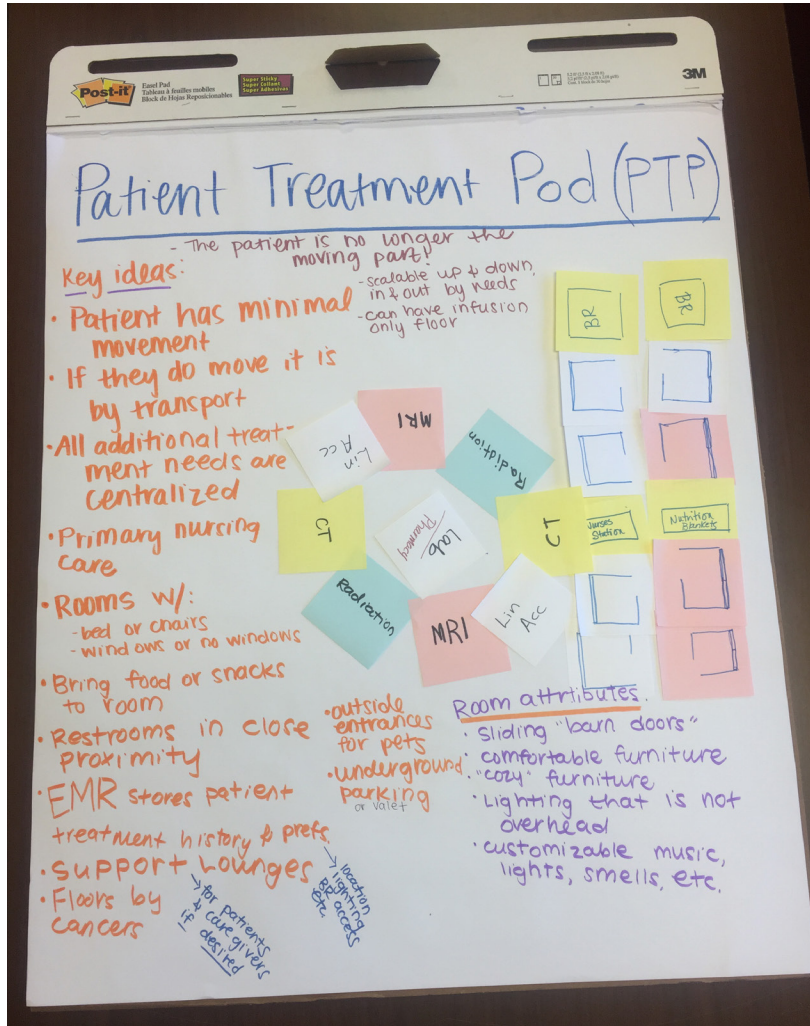 Post-it
Easel Pad
Tableau à feuilles mobiles
Block de Hojas Reposicionables
Super Sticky
Super Collant
Super Adhesivas
3M
Patient Treatment Pod (PTP)
- The patient is no longer the
moving part!
- scalable up & down,
in & out by needs
- can have infusion
only floor
Key ideas:
• Patient has minimal
movement
• If they do move it is
by transport
• All additional treat-
ment needs are
centralized
• Primary nursing
care
• Rooms w/:
- bed or chairs
- windows or no windows
• Bring food or snacks
to room
• Restrooms in close
proximity
• EMR stores patient
treatment history & prefs.
→ location
lighting
BR access
etc
• Support Lounges
→ for patients
& care givers
if desired
• Floors by
cancers
• outside
entrances
for pets
• underground
parking
or valet
BR
BR
MRI
Lin
Acc
Radiation
CT
Lab
Pharmacy
CT
Radiation
MRI
Lin
Acc
Nurses
Station
Nutrition
Blankets
Room attrtibutes.
• Sliding "barn doors"
• comfortable furniture
• "cozy" furniture
• Lighting that is not
overhead
• customizable music,
lights, smells, etc.